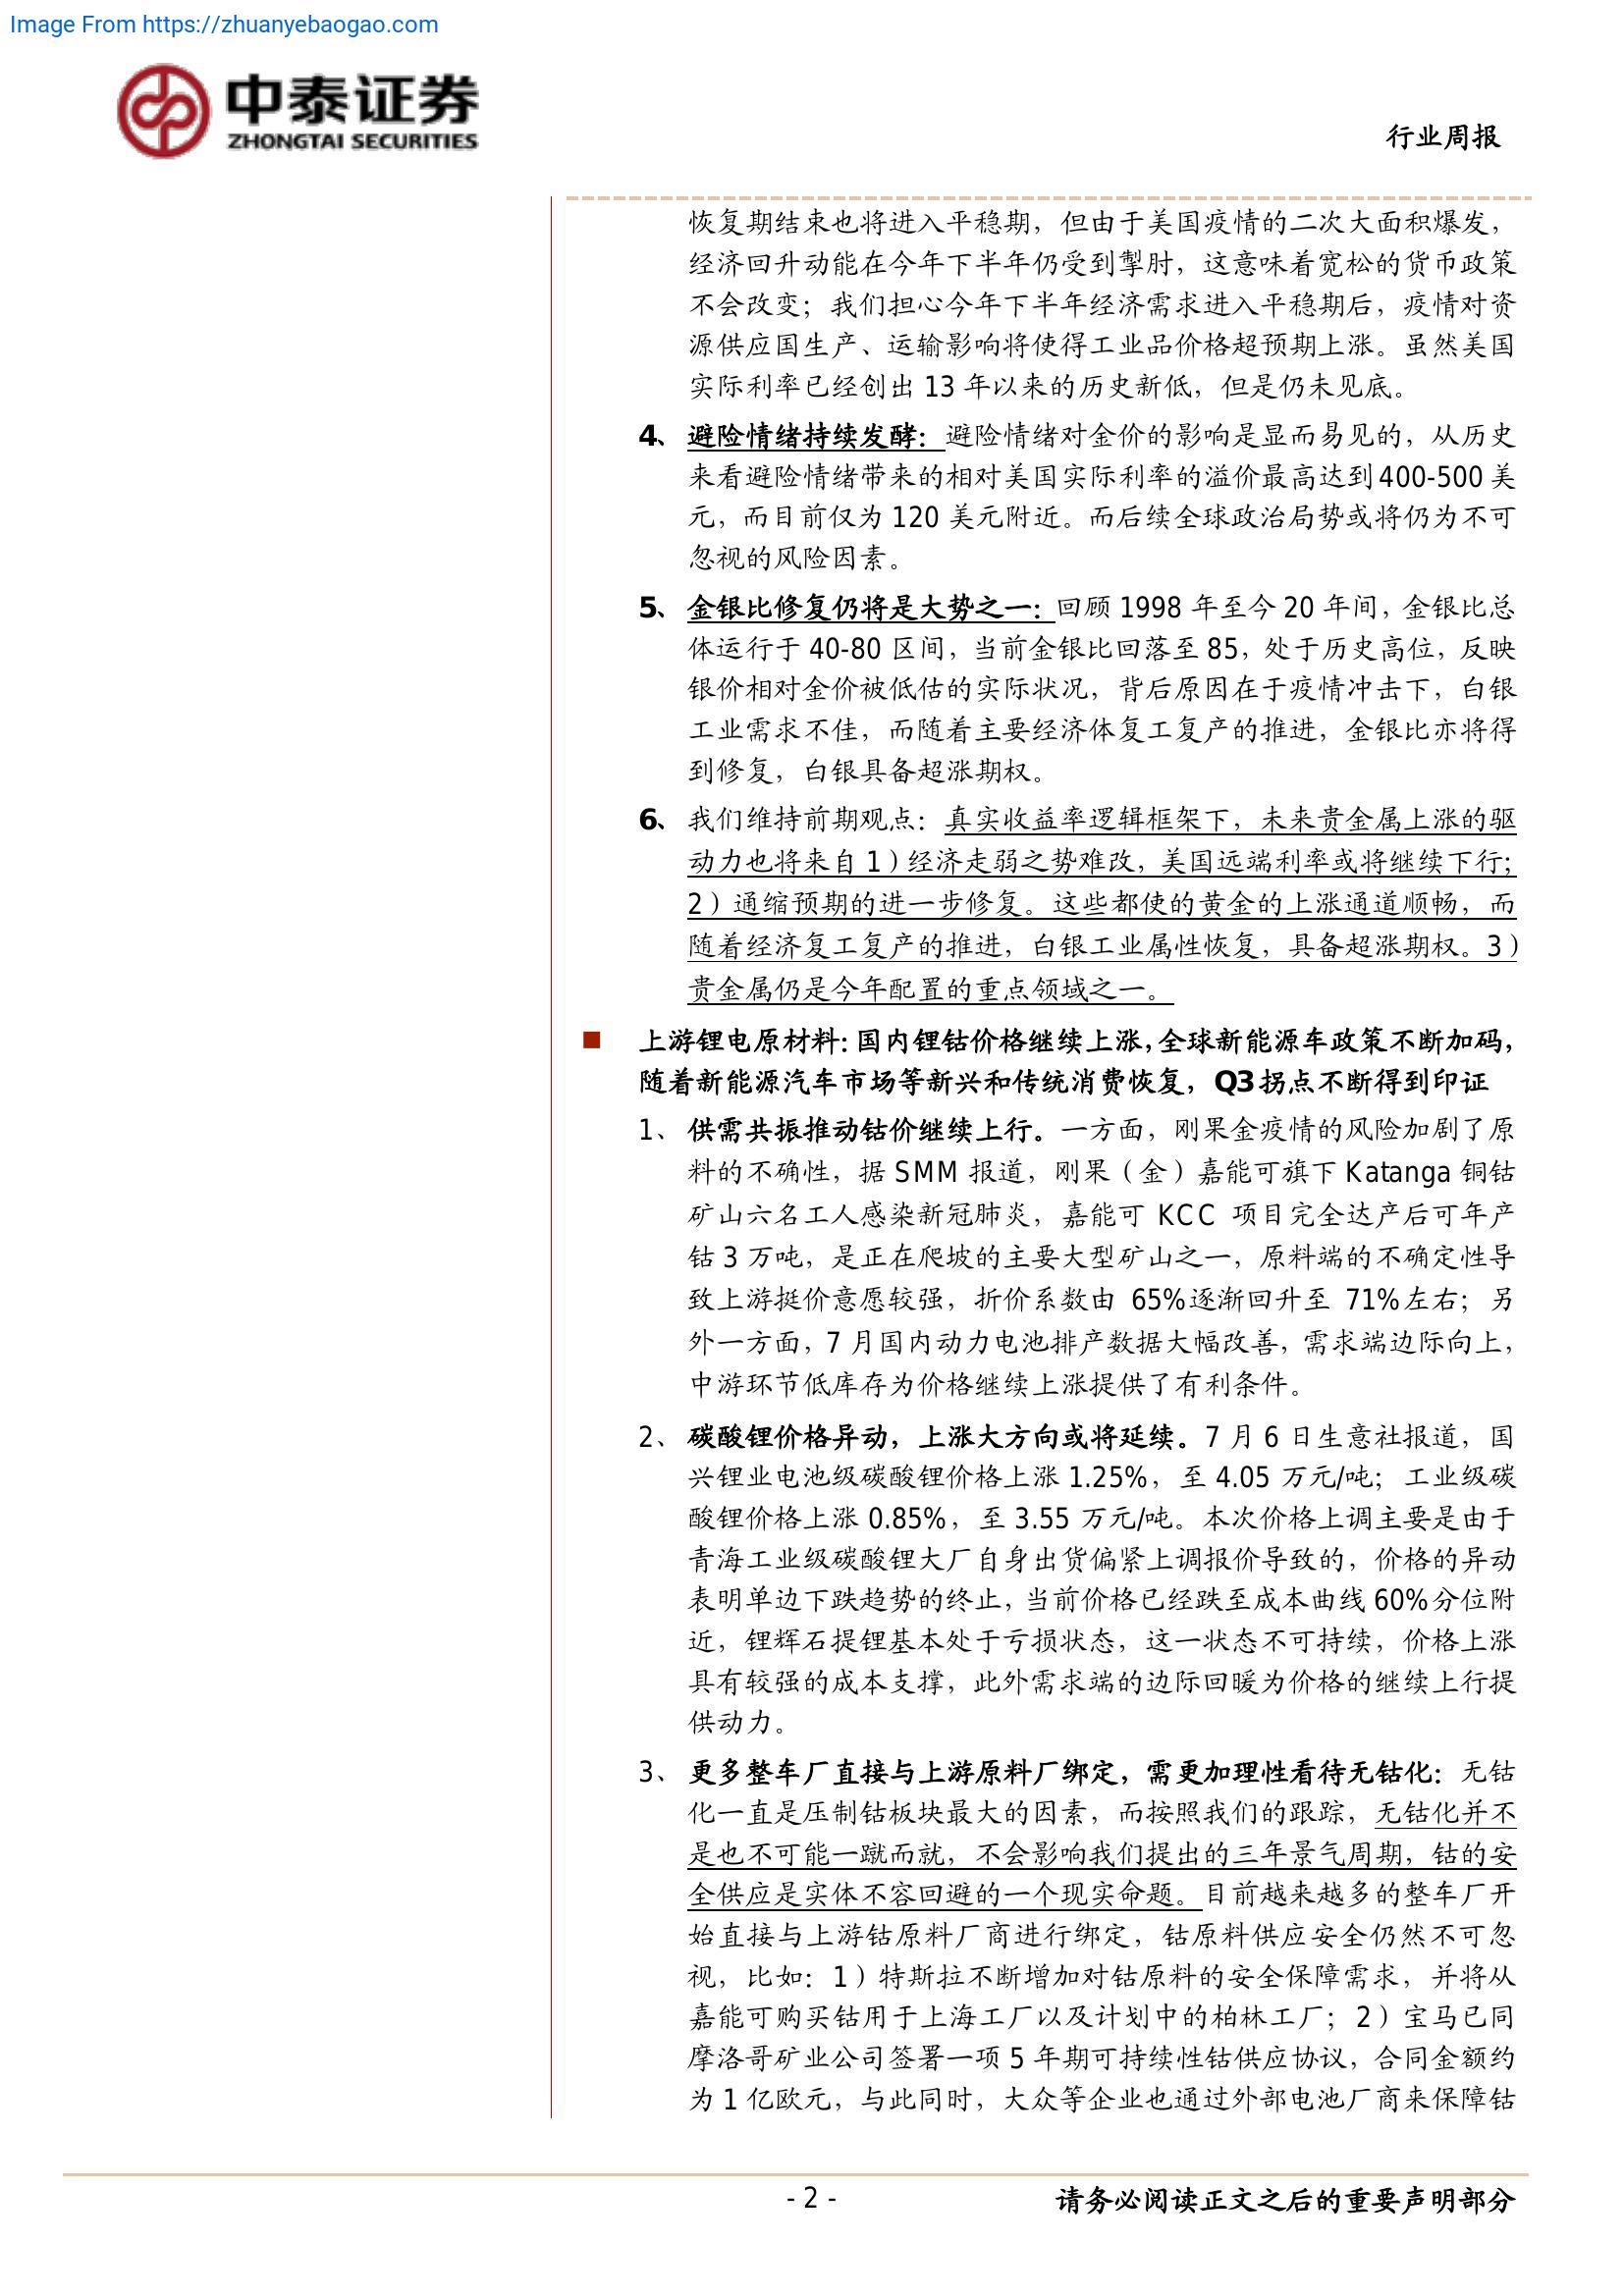 Image From https://zhuanyebaogao.com
中泰证券
ZHONGTAI SECURITIES
行业周报
恢复期结束也将进入平稳期，但由于美国疫情的二次大面积爆发，
经济回升动能在今年下半年仍受到掣肘，这意味着宽松的货币政策
不会改变；我们担心今年下半年经济需求进入平稳期后，疫情对资
源供应国生产、运输影响将使得工业品价格超预期上涨。虽然美国
实际利率已经创出 13 年以来的历史新低，但是仍未见底。
4、避险情绪持续发酵：避险情绪对金价的影响是显而易见的，从历史
来看避险情绪带来的相对美国实际利率的溢价最高达到 400-500 美
元，而目前仅为 120 美元附近。而后续全球政治局势或将仍为不可
忽视的风险因素。
5、金银比修复仍将是大势之一：回顾 1998 年至今 20 年间，金银比总
体运行于 40-80 区间，当前金银比回落至 85，处于历史高位，反映
银价相对金价被低估的实际状况，背后原因在于疫情冲击下，白银
工业需求不佳，而随着主要经济体复工复产的推进，金银比亦将得
到修复，白银具备超涨期权。
6、我们维持前期观点：真实收益率逻辑框架下，未来贵金属上涨的驱
动力也将来自 1）经济走弱之势难改，美国远端利率或将继续下行；
2）通缩预期的进一步修复。这些都使的黄金的上涨通道顺畅，而
随着经济复工复产的推进，白银工业属性恢复，具备超涨期权。3）
贵金属仍是今年配置的重点领域之一。
■ 上游锂电原材料：国内锂钴价格继续上涨，全球新能源车政策不断加码，
随着新能源汽车市场等新兴和传统消费恢复，Q3 拐点不断得到印证
1、供需共振推动钴价继续上行。一方面，刚果金疫情的风险加剧了原
料的不确性，据 SMM 报道，刚果（金）嘉能可旗下 Katanga 铜钴
矿山六名工人感染新冠肺炎，嘉能可 KCC 项目完全达产后可年产
钴 3 万吨，是正在爬坡的主要大型矿山之一，原料端的不确定性导
致上游挺价意愿较强，折价系数由 65%逐渐回升至 71%左右；另
外一方面，7 月国内动力电池排产数据大幅改善，需求端边际向上，
中游环节低库存为价格继续上涨提供了有利条件。
2、碳酸锂价格异动，上涨大方向或将延续。7 月 6 日生意社报道，国
兴锂业电池级碳酸锂价格上涨 1.25%，至 4.05 万元/吨；工业级碳
酸锂价格上涨 0.85%，至 3.55 万元/吨。本次价格上调主要是由于
青海工业级碳酸锂大厂自身出货偏紧上调报价导致的，价格的异动
表明单边下跌趋势的终止，当前价格已经跌至成本曲线 60%分位附
近，锂辉石提锂基本处于亏损状态，这一状态不可持续，价格上涨
具有较强的成本支撑，此外需求端的边际回暖为价格的继续上行提
供动力。
3、更多整车厂直接与上游原料厂绑定，需更加理性看待无钴化：无钴
化一直是压制钴板块最大的因素，而按照我们的跟踪，无钴化并不
是也不可能一蹴而就，不会影响我们提出的三年景气周期，钴的安
全供应是实体不容回避的一个现实命题。目前越来越多的整车厂开
始直接与上游钴原料厂商进行绑定，钴原料供应安全仍然不可忽
视，比如：1）特斯拉不断增加对钴原料的安全保障需求，并将从
嘉能可购买钴用于上海工厂以及计划中的柏林工厂；2）宝马已同
摩洛哥矿业公司签署一项 5 年期可持续性钴供应协议，合同金额约
为 1 亿欧元，与此同时，大众等企业也通过外部电池厂商来保障钴
- 2 -
请务必阅读正文之后的重要声明部分